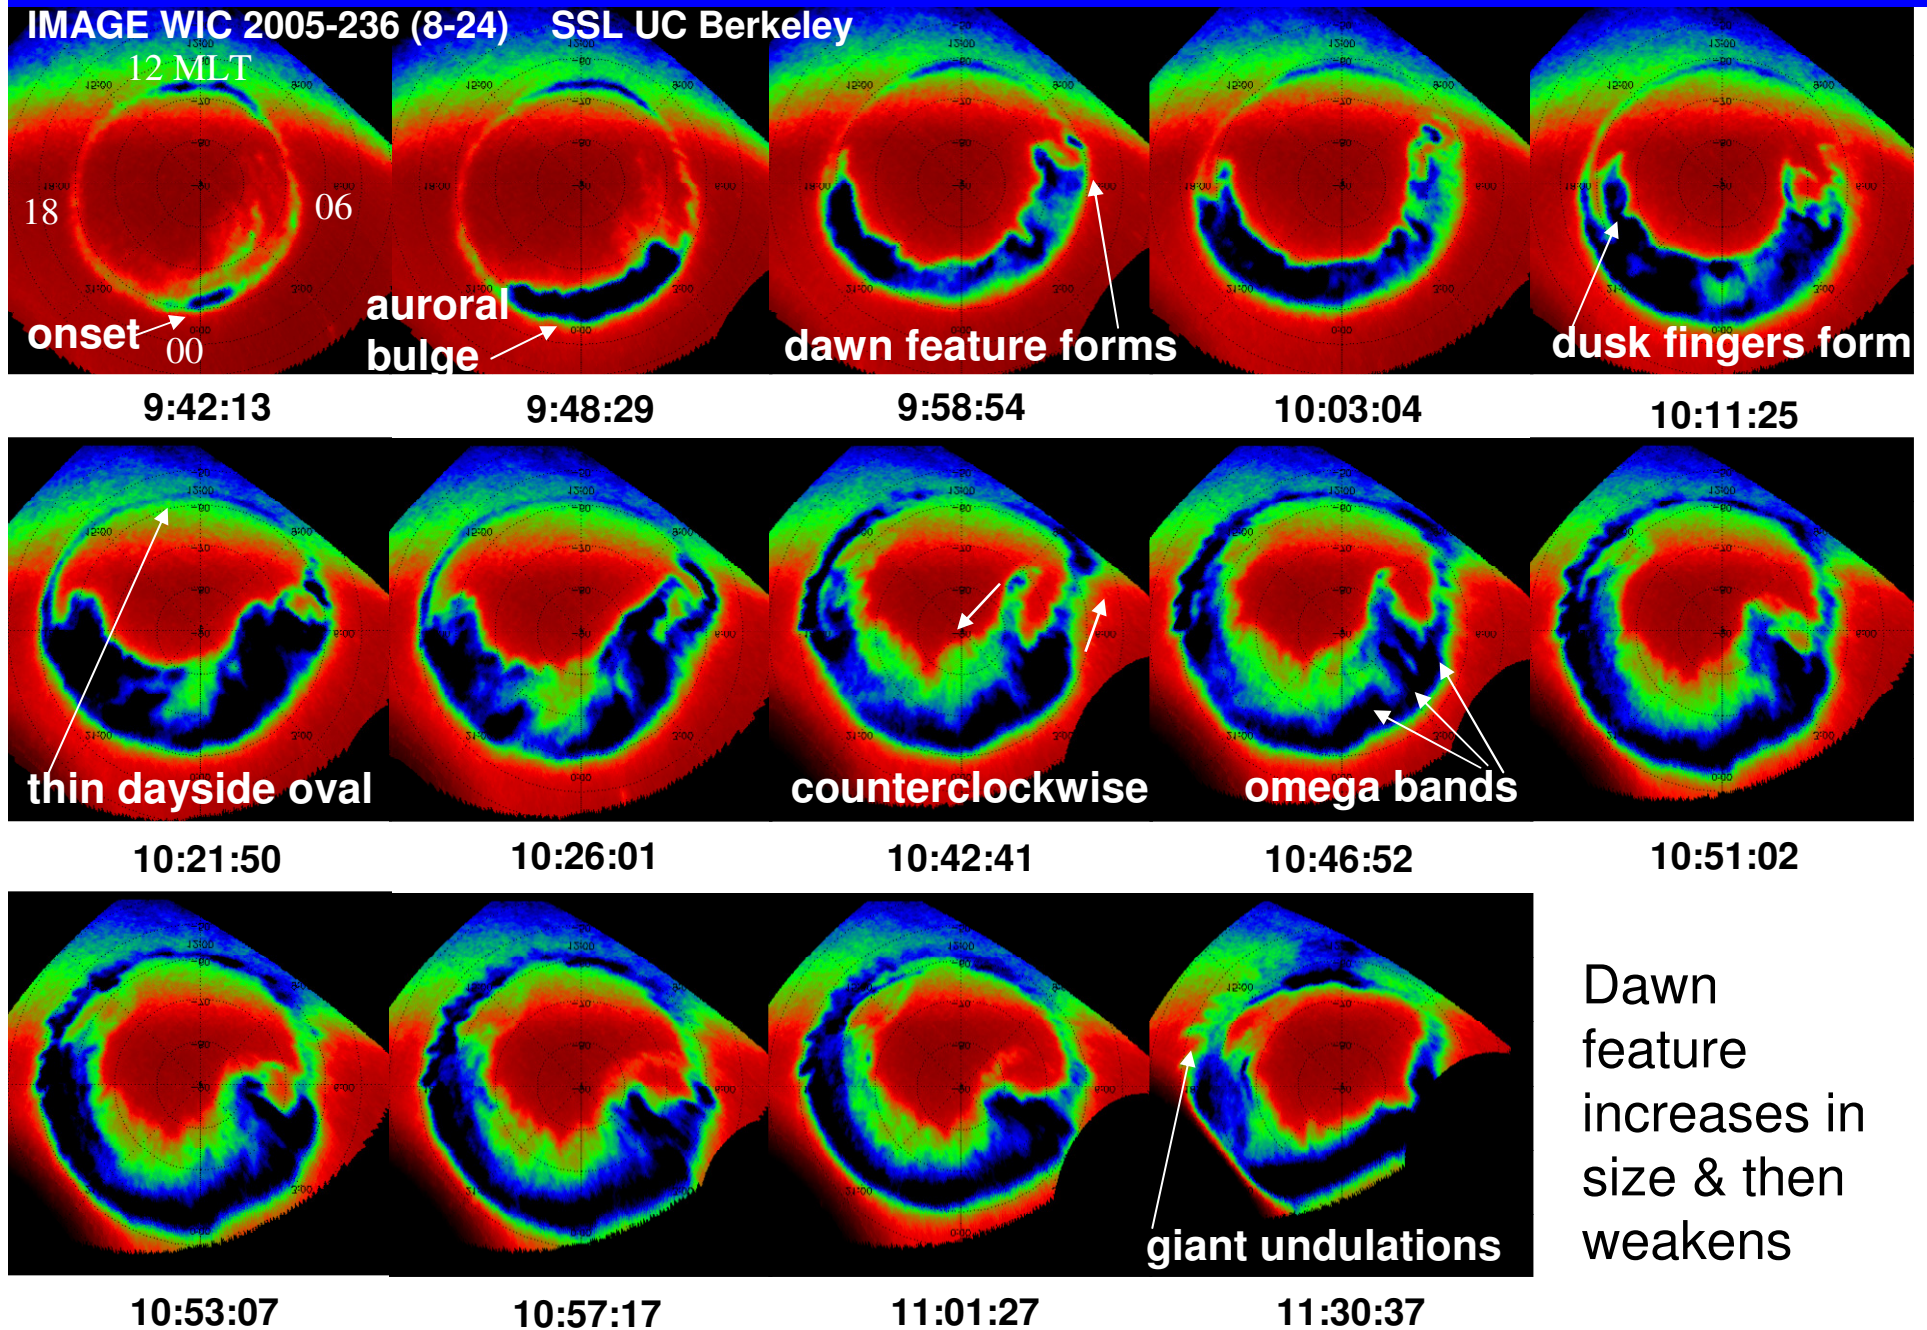 IMAGE WIC 2005-236 (8-24) SSL UC Berkeley
12 MLT
18
06
onset
00
auroral
bulge
dawn feature forms
dusk fingers form
9:42:13
9:48:29
9:58:54
10:03:04
10:11:25
thin dayside oval
counterclockwise
omega bands
10:21:50
10:26:01
10:42:41
10:46:52
10:51:02
giant undulations
Dawn
feature
increases in
size & then
weakens
10:53:07
10:57:17
11:01:27
11:30:37